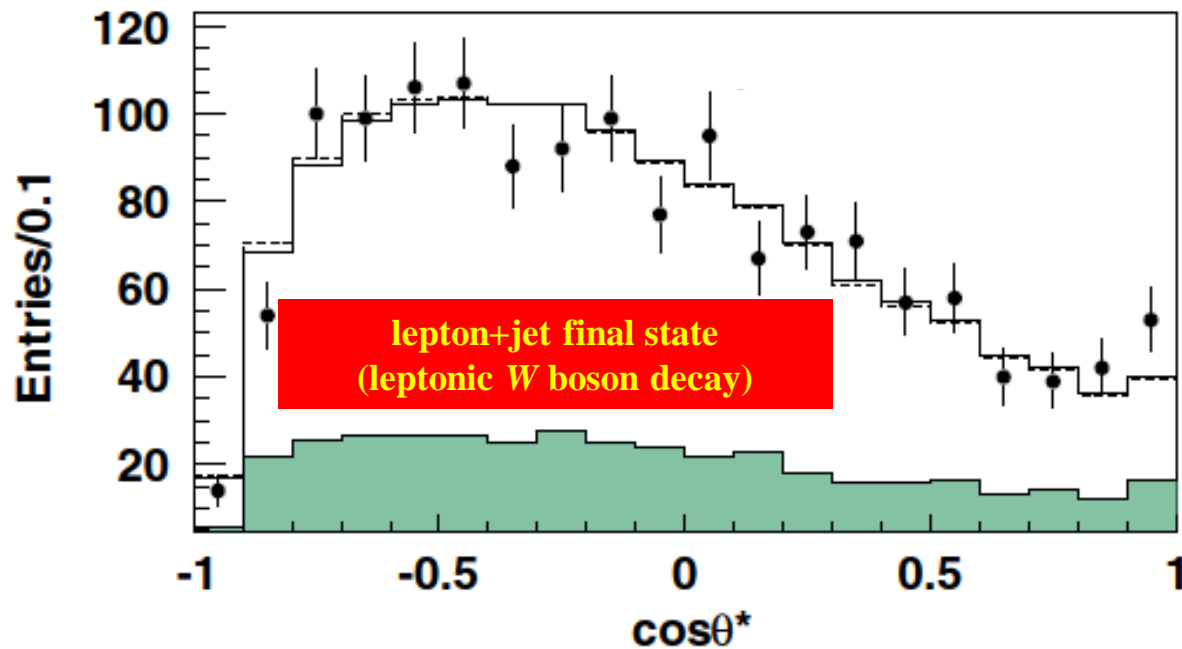 120
100
80
60
40
20
Entries/0.1
lepton+jet final state
(leptonic W boson decay)
-1 -0.5 0 0.5 1
cosθ*